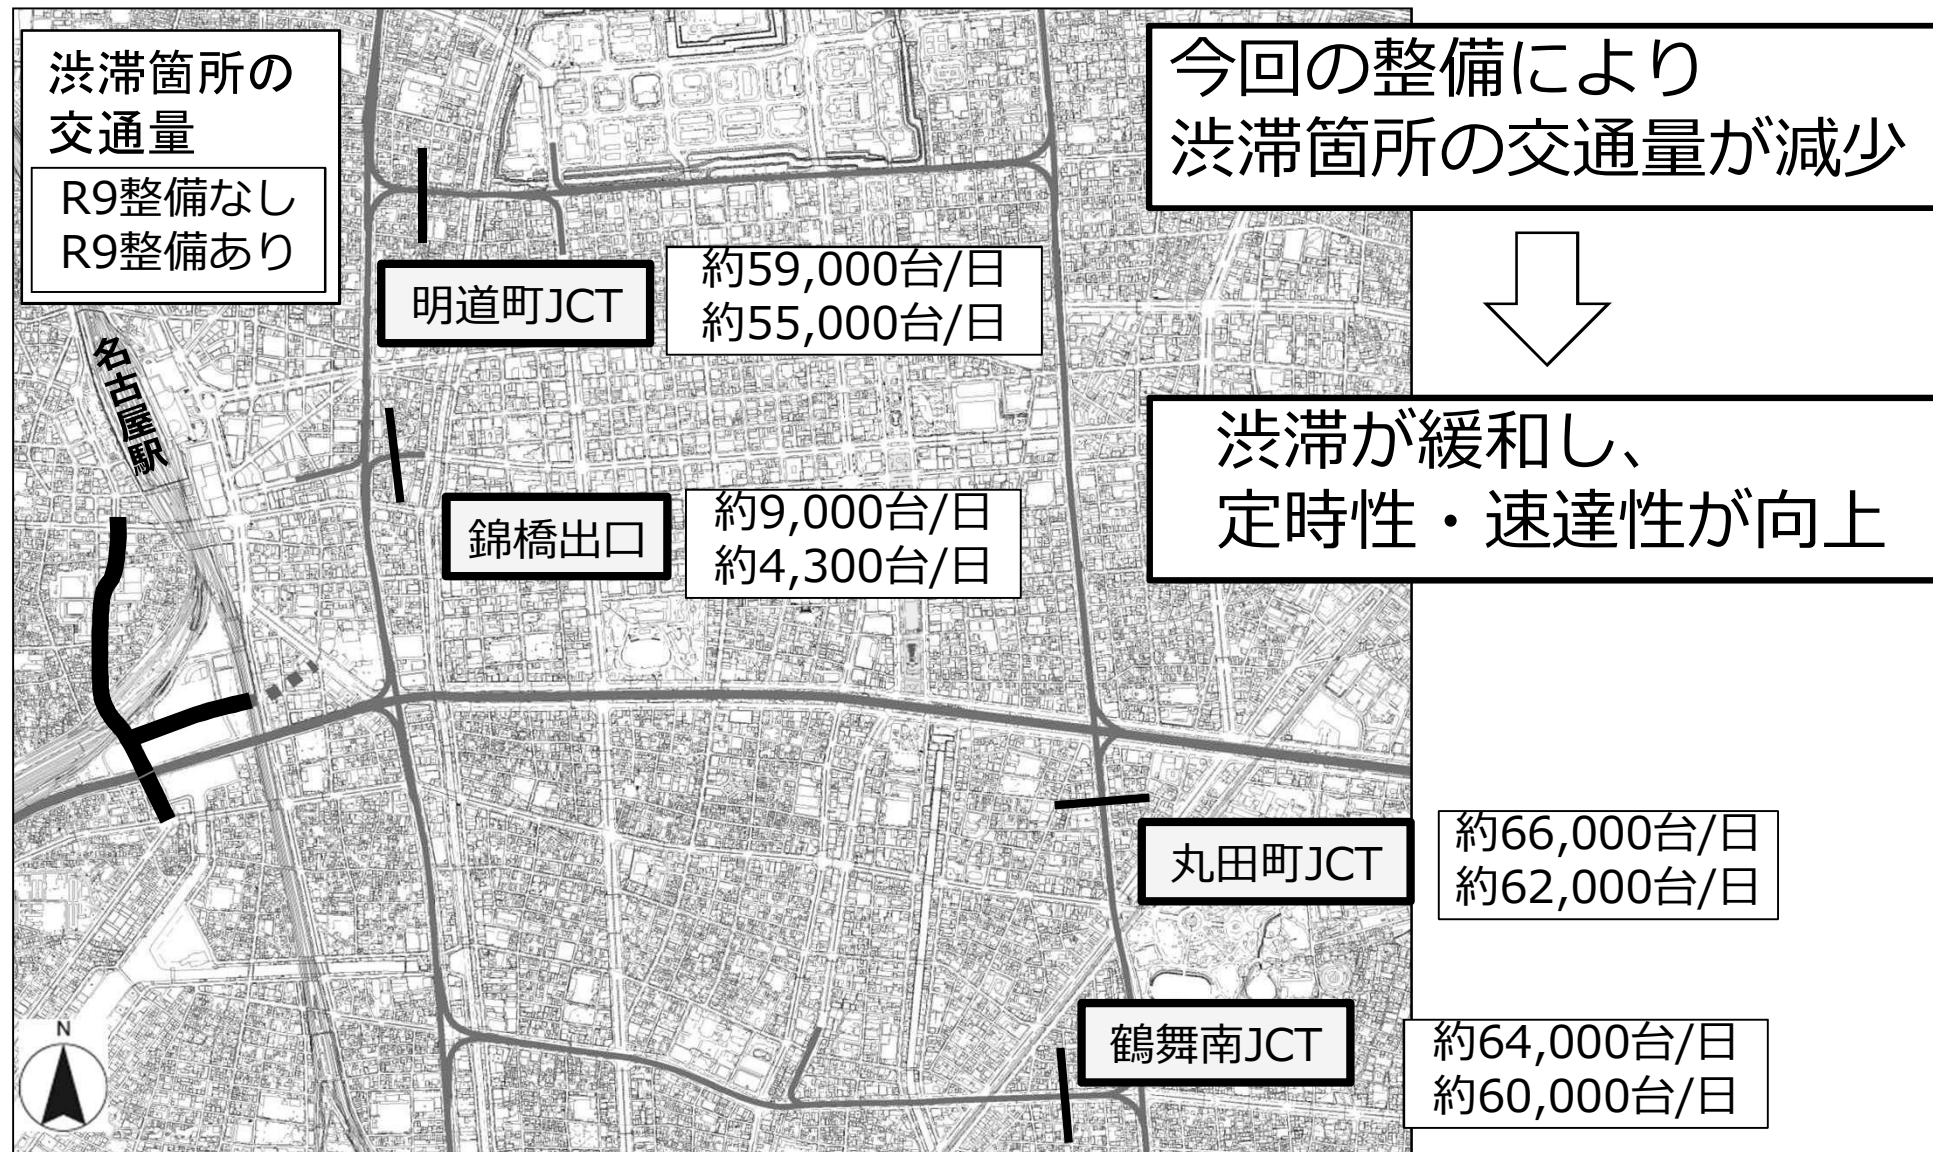 渋滞箇所の
交通量
R9整備なし
R9整備あり
今回の整備により
渋滞箇所の交通量が減少
明道町JCT
約59,000台/日
約55,000台/日
名古屋駅
渋滞が緩和し、
定時性・速達性が向上
錦橋出口
約9,000台/日
約4,300台/日
丸田町JCT
約66,000台/日
約62,000台/日
鶴舞南JCT
約64,000台/日
約60,000台/日
N